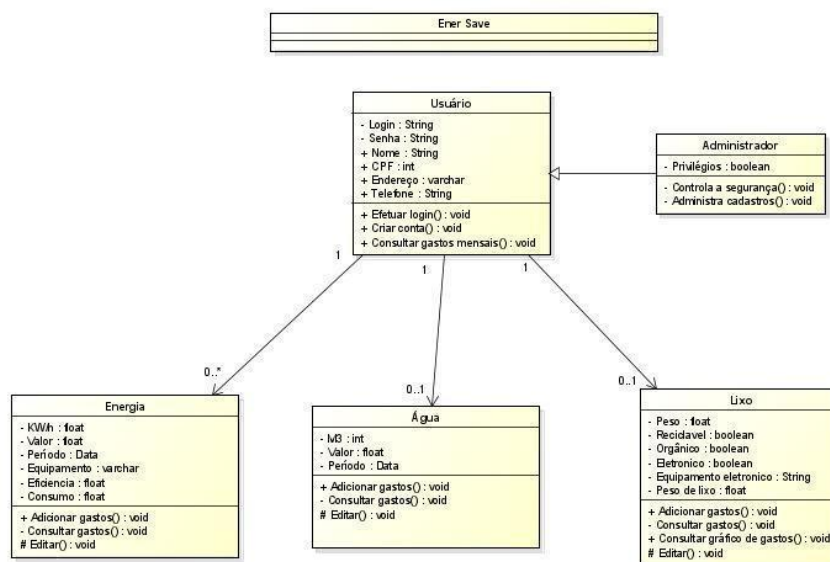 Ener Save
Usuário
- Login : String
- Senha : String
+ Nome : String
+ CPF : int
+ Endereço : varchar
+ Telefone : String
+ Efetuar login() : void
+ Criar conta() : void
+ Consultar gastos mensais() : void
Administrador
- Privilégios : boolean
- Controla a segurança() : void
- Administra cadastros() : void
1
1
1
0..*
0..1
0..1
Energia
- KW/h : float
- Valor : float
- Período : Data
- Equipamento : varchar
- Eficiencia : float
- Consumo : float
+ Adicionar gastos() : void
- Consultar gastos() : void
# Editar() : void
Água
- M3 : int
- Valor : float
- Período : Data
+ Adicionar gastos() : void
- Consultar gastos() : void
# Editar() : void
Lixo
- Peso : float
- Reciclavel : boolean
- Orgânico : boolean
- Eletronico : boolean
- Equipamento eletronico : String
- Peso de lixo : float
+ Adicionar gastos() : void
- Consultar gastos() : void
+ Consultar gráfico de gastos() : void
# Editar() : void